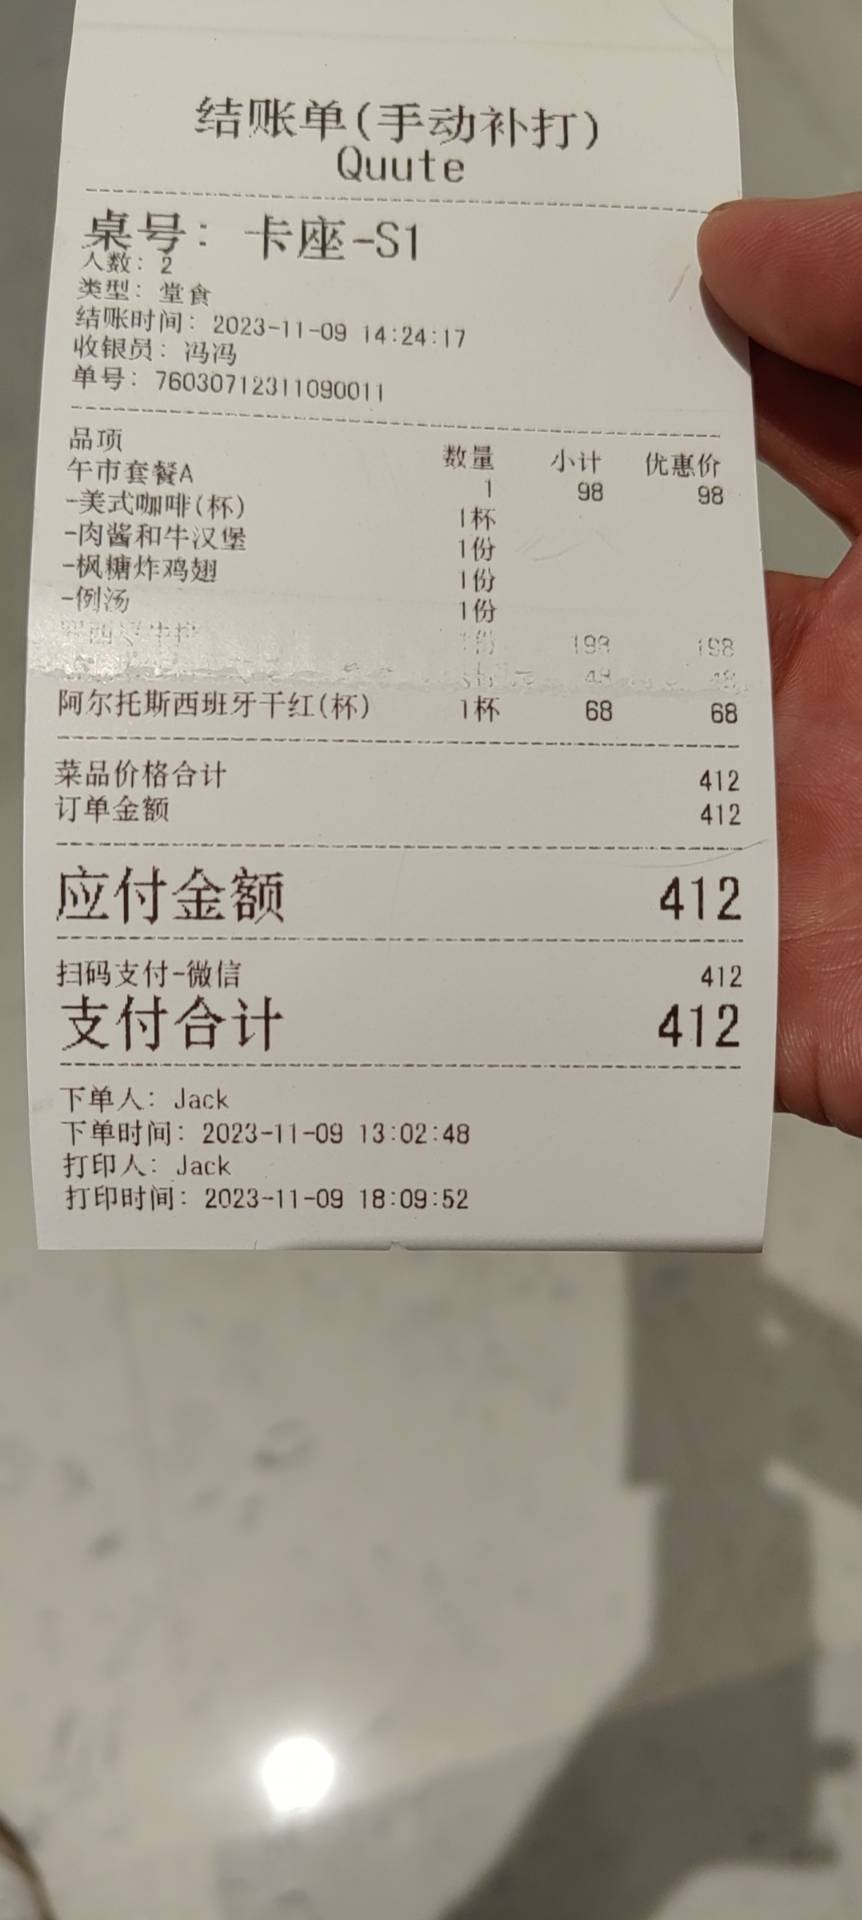 结账单(手动补打)
Quute
桌号: 卡座-S1
人数: 2
类型: 堂食
结账时间: 2023-11-09 14:24:17
收银员: 冯冯
单号: 76030712311090011
品项 数量 小计 优惠价
午市套餐A 1 98 98
-美式咖啡(杯) 1杯
-肉酱和牛汉堡 1份
-枫糖炸鸡翅 1份
-例汤 1份
1份 198 198
48 48
阿尔托斯西班牙干红(杯) 1杯 68 68
菜品价格合计 412
订单金额 412
应付金额 412
扫码支付-微信 412
支付合计 412
下单人: Jack
下单时间: 2023-11-09 13:02:48
打印人: Jack
打印时间: 2023-11-09 18:09:52